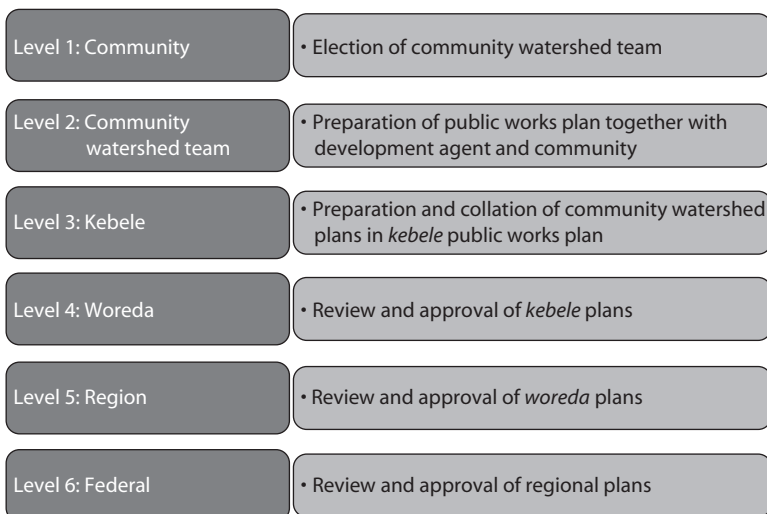 Level 1: Community
• Election of community watershed team
Level 2: Community
watershed team
• Preparation of public works plan together with
development agent and community
Level 3: Kebele
• Preparation and collation of community watershed
plans in kebele public works plan
Level 4: Woreda
• Review and approval of kebele plans
Level 5: Region
• Review and approval of woreda plans
Level 6: Federal
• Review and approval of regional plans